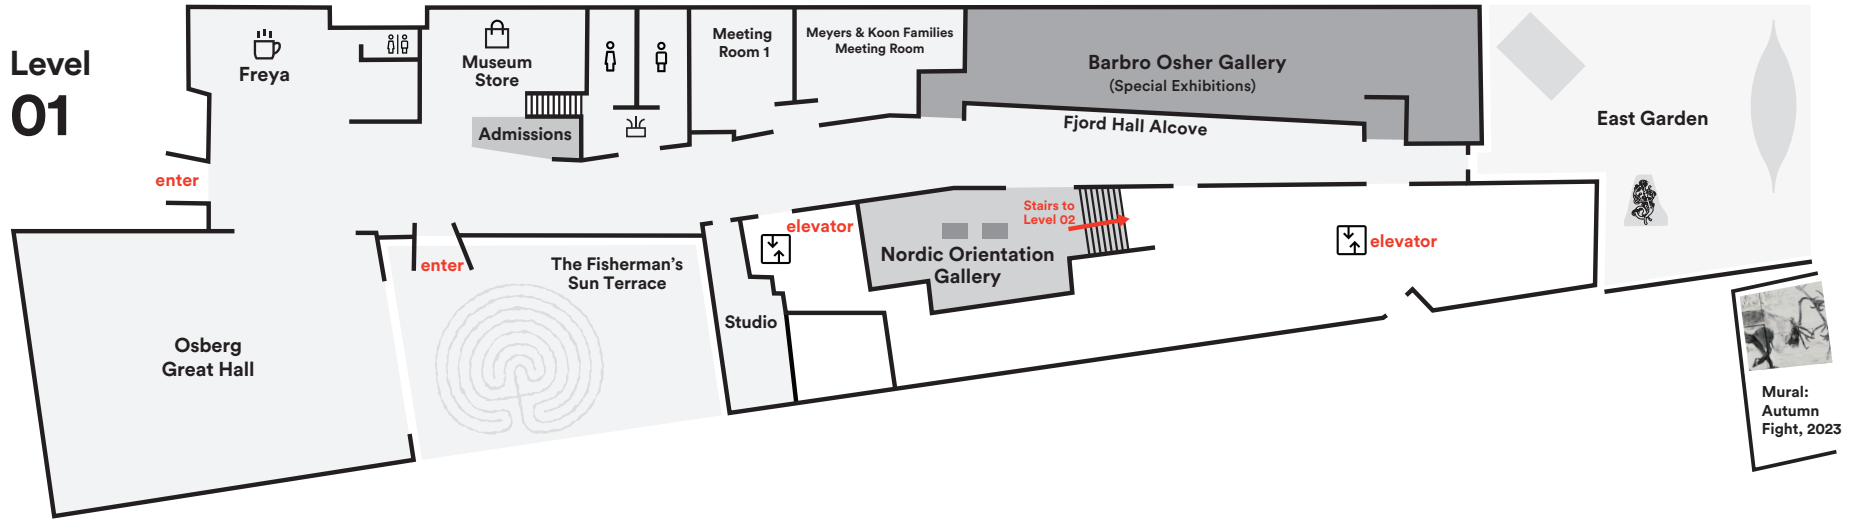 Level
01
Freya
Museum
Store
Admissions
Meeting
Room 1
Meyers & Koon Families
Meeting Room
Barbro Osher Gallery
(Special Exhibitions)
Fjord Hall Alcove
East Garden
enter
enter
The Fisherman’s
Sun Terrace
Osberg
Great Hall
Studio
elevator
Nordic Orientation
Gallery
Stairs to
Level 02
elevator
Mural:
Autumn
Fight, 2023